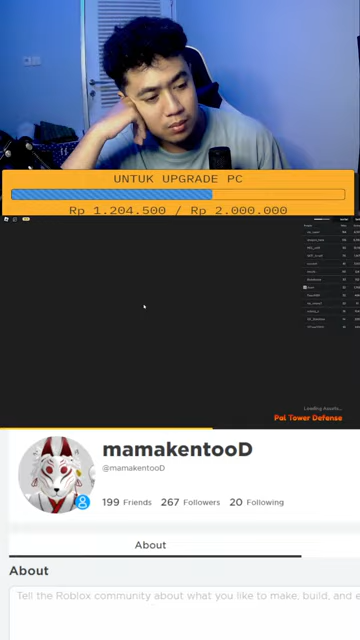 UNTUK UPGRADE PC
Rp 1.204.500 / Rp 2.000.000
Loading Assets...
Pal Tower Defense
mamakentooD
@mamakentooD
199 Friends 267 Followers 20 Following
About
About
Tell the Roblox community about what you like to make, build, and e